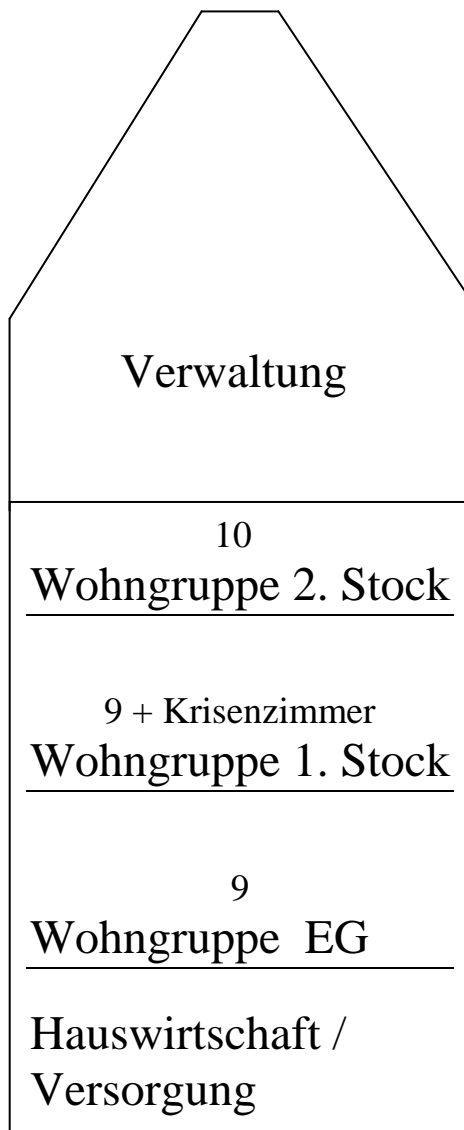 Verwaltung
10
Wohngruppe 2. Stock
9 + Krisenzimmer
Wohngruppe 1. Stock
9
Wohngruppe EG
Hauswirtschaft /
Versorgung